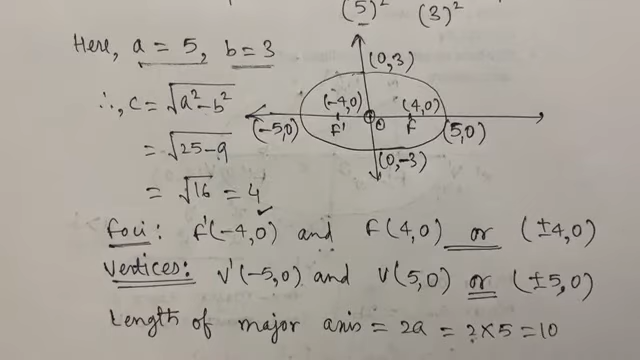 (5)² (3)²
Here, a = 5, b = 3
∴, c = √a²-b²
= √25-9
= √16 = 4
(0,3)
(-4,0) (4,0)
(-5,0) F' O F (5,0)
(0,-3)
Foci: F'(-4,0) and F(4,0) or (±4,0)
Vertices: V'(-5,0) and V(5,0) or (±5,0)
Length of major axis = 2a = 2×5 = 10